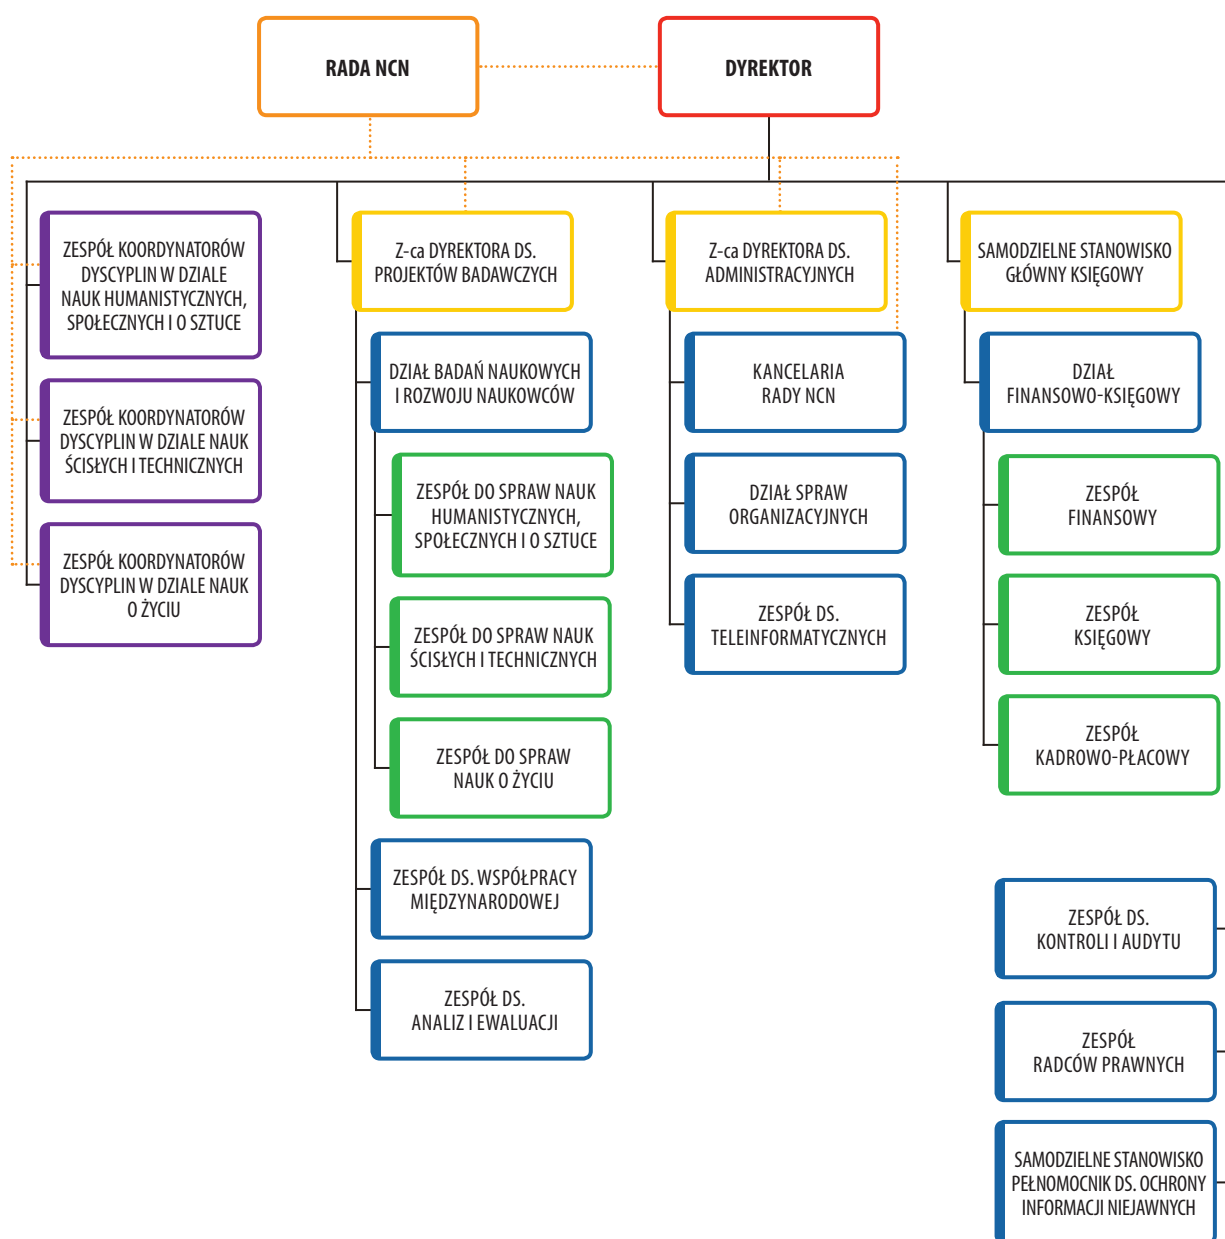 RADA NCN
DYREKTOR
ZESPÓŁ KOORDYNATORÓW
DYSCYPLIN W DZIALE
NAUK HUMANISTYCZNYCH,
SPOŁECZNYCH I O SZTUCE
ZESPÓŁ KOORDYNATORÓW
DYSCYPLIN W DZIALE NAUK
ŚCISŁYCH I TECHNICZNYCH
ZESPÓŁ KOORDYNATORÓW
DYSCYPLIN W DZIALE NAUK
O ŻYCIU
Z-ca DYREKTORA DS.
PROJEKTÓW BADAWCZYCH
DZIAŁ BADAŃ NAUKOWYCH
I ROZWOJU NAUKOWCÓW
ZESPÓŁ DO SPRAW NAUK
HUMANISTYCZNYCH,
SPOŁECZNYCH I O SZTUCE
ZESPÓŁ DO SPRAW NAUK
ŚCISŁYCH I TECHNICZNYCH
ZESPÓŁ DO SPRAW
NAUK O ŻYCIU
ZESPÓŁ DS. WSPÓŁPRACY
MIĘDZYNARODOWEJ
ZESPÓŁ DS.
ANALIZ I EWALUACJI
Z-ca DYREKTORA DS.
ADMINISTRACYJNYCH
KANCELARIA
RADY NCN
DZIAŁ SPRAW
ORGANIZACYJNYCH
ZESPÓŁ DS.
TELEINFORMATYCZNYCH
SAMODZIELNE STANOWISKO
GŁÓWNY KSIĘGOWY
DZIAŁ
FINANSOWO-KSIĘGOWY
ZESPÓŁ
FINANSOWY
ZESPÓŁ
KSIĘGOWY
ZESPÓŁ
KADROWO-PŁACOWY
ZESPÓŁ DS.
KONTROLI I AUDYTU
ZESPÓŁ
RADCÓW PRAWNYCH
SAMODZIELNE STANOWISKO
PEŁNOMOCNIK DS. OCHRONY
INFORMACJI NIEJAWNYCH